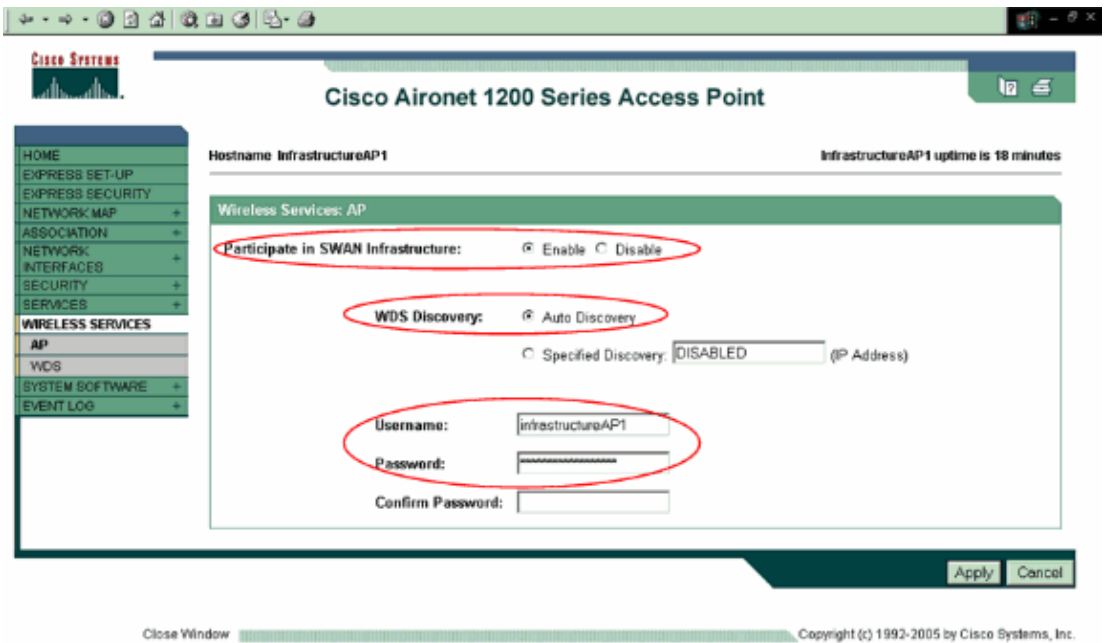 CISCO SYSTEMS
Cisco Aironet 1200 Series Access Point
HOME
EXPRESS SET-UP
EXPRESS SECURITY
NETWORK MAP +
ASSOCIATION +
NETWORK INTERFACES +
SECURITY +
SERVICES +
WIRELESS SERVICES
AP
WDS
SYSTEM SOFTWARE +
EVENT LOG +
Hostname InfrastructureAP1
InfrastructureAP1 uptime is 18 minutes
Wireless Services: AP
Participate in SWAN Infrastructure: Enable Disable
WDS Discovery: Auto Discovery
Specified Discovery: DISABLED (IP Address)
Username: infrastructureAP1
Password: ******************
Confirm Password:
Apply Cancel
Close Window
Copyright (c) 1992-2005 by Cisco Systems, Inc.